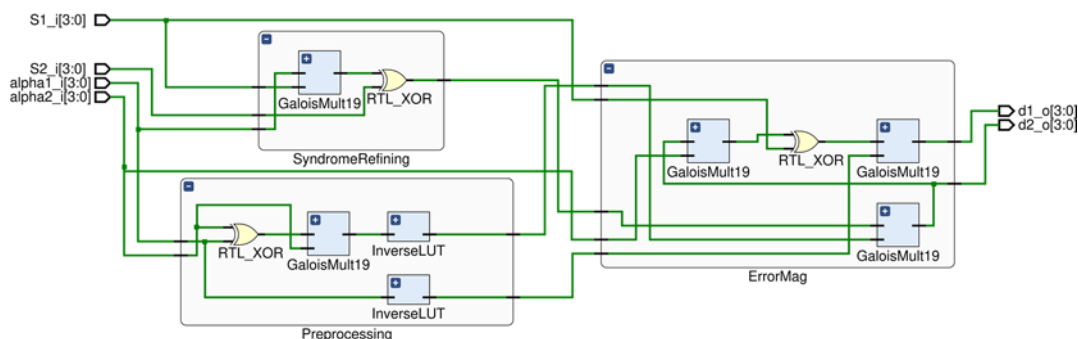 S1_i[3:0]
S2_i[3:0]
alpha1_i[3:0]
alpha2_i[3:0]
GaloisMult19
RTL_XOR
SyndromeRefining
RTL_XOR
GaloisMult19
InverseLUT
InverseLUT
Preprocessing
GaloisMult19
RTL_XOR
GaloisMult19
GaloisMult19
ErrorMag
d1_o[3:0]
d2_o[3:0]